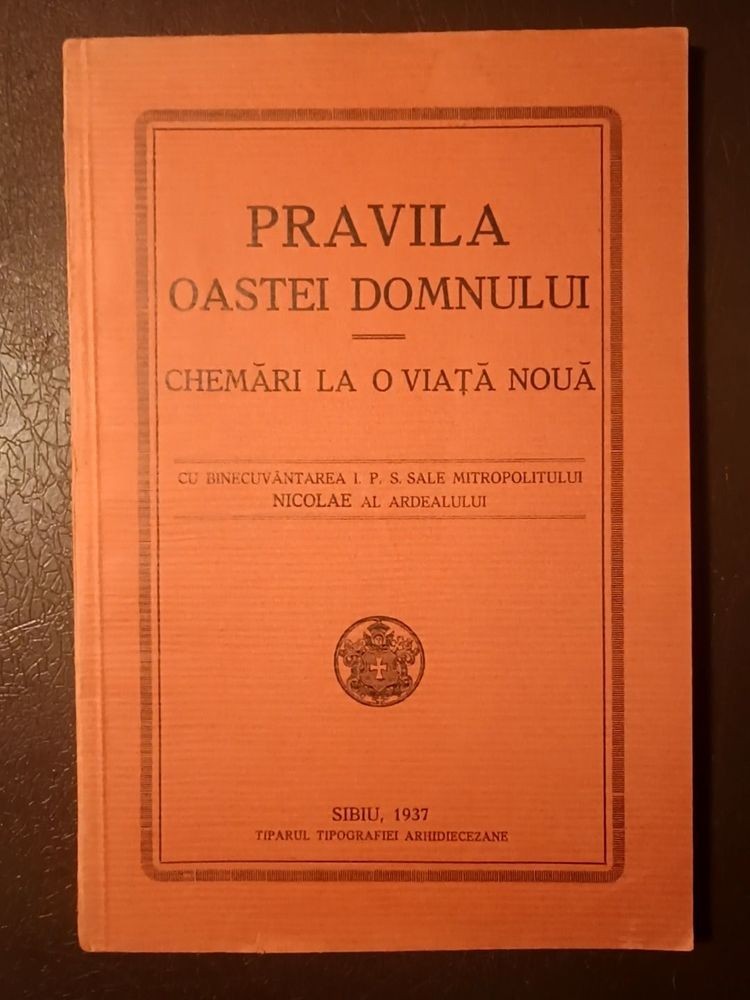 PRAVILA
OASTEI DOMNULUI
CHEMĂRI LA O VIAȚĂ NOUĂ
CU BINECUVÂNTAREA I. P. S. SALE MITROPOLITULUI
NICOLAE AL ARDEALULUI
SIBIU, 1937
TIPARUL TIPOGRAFIEI ARHIDIECEZANE